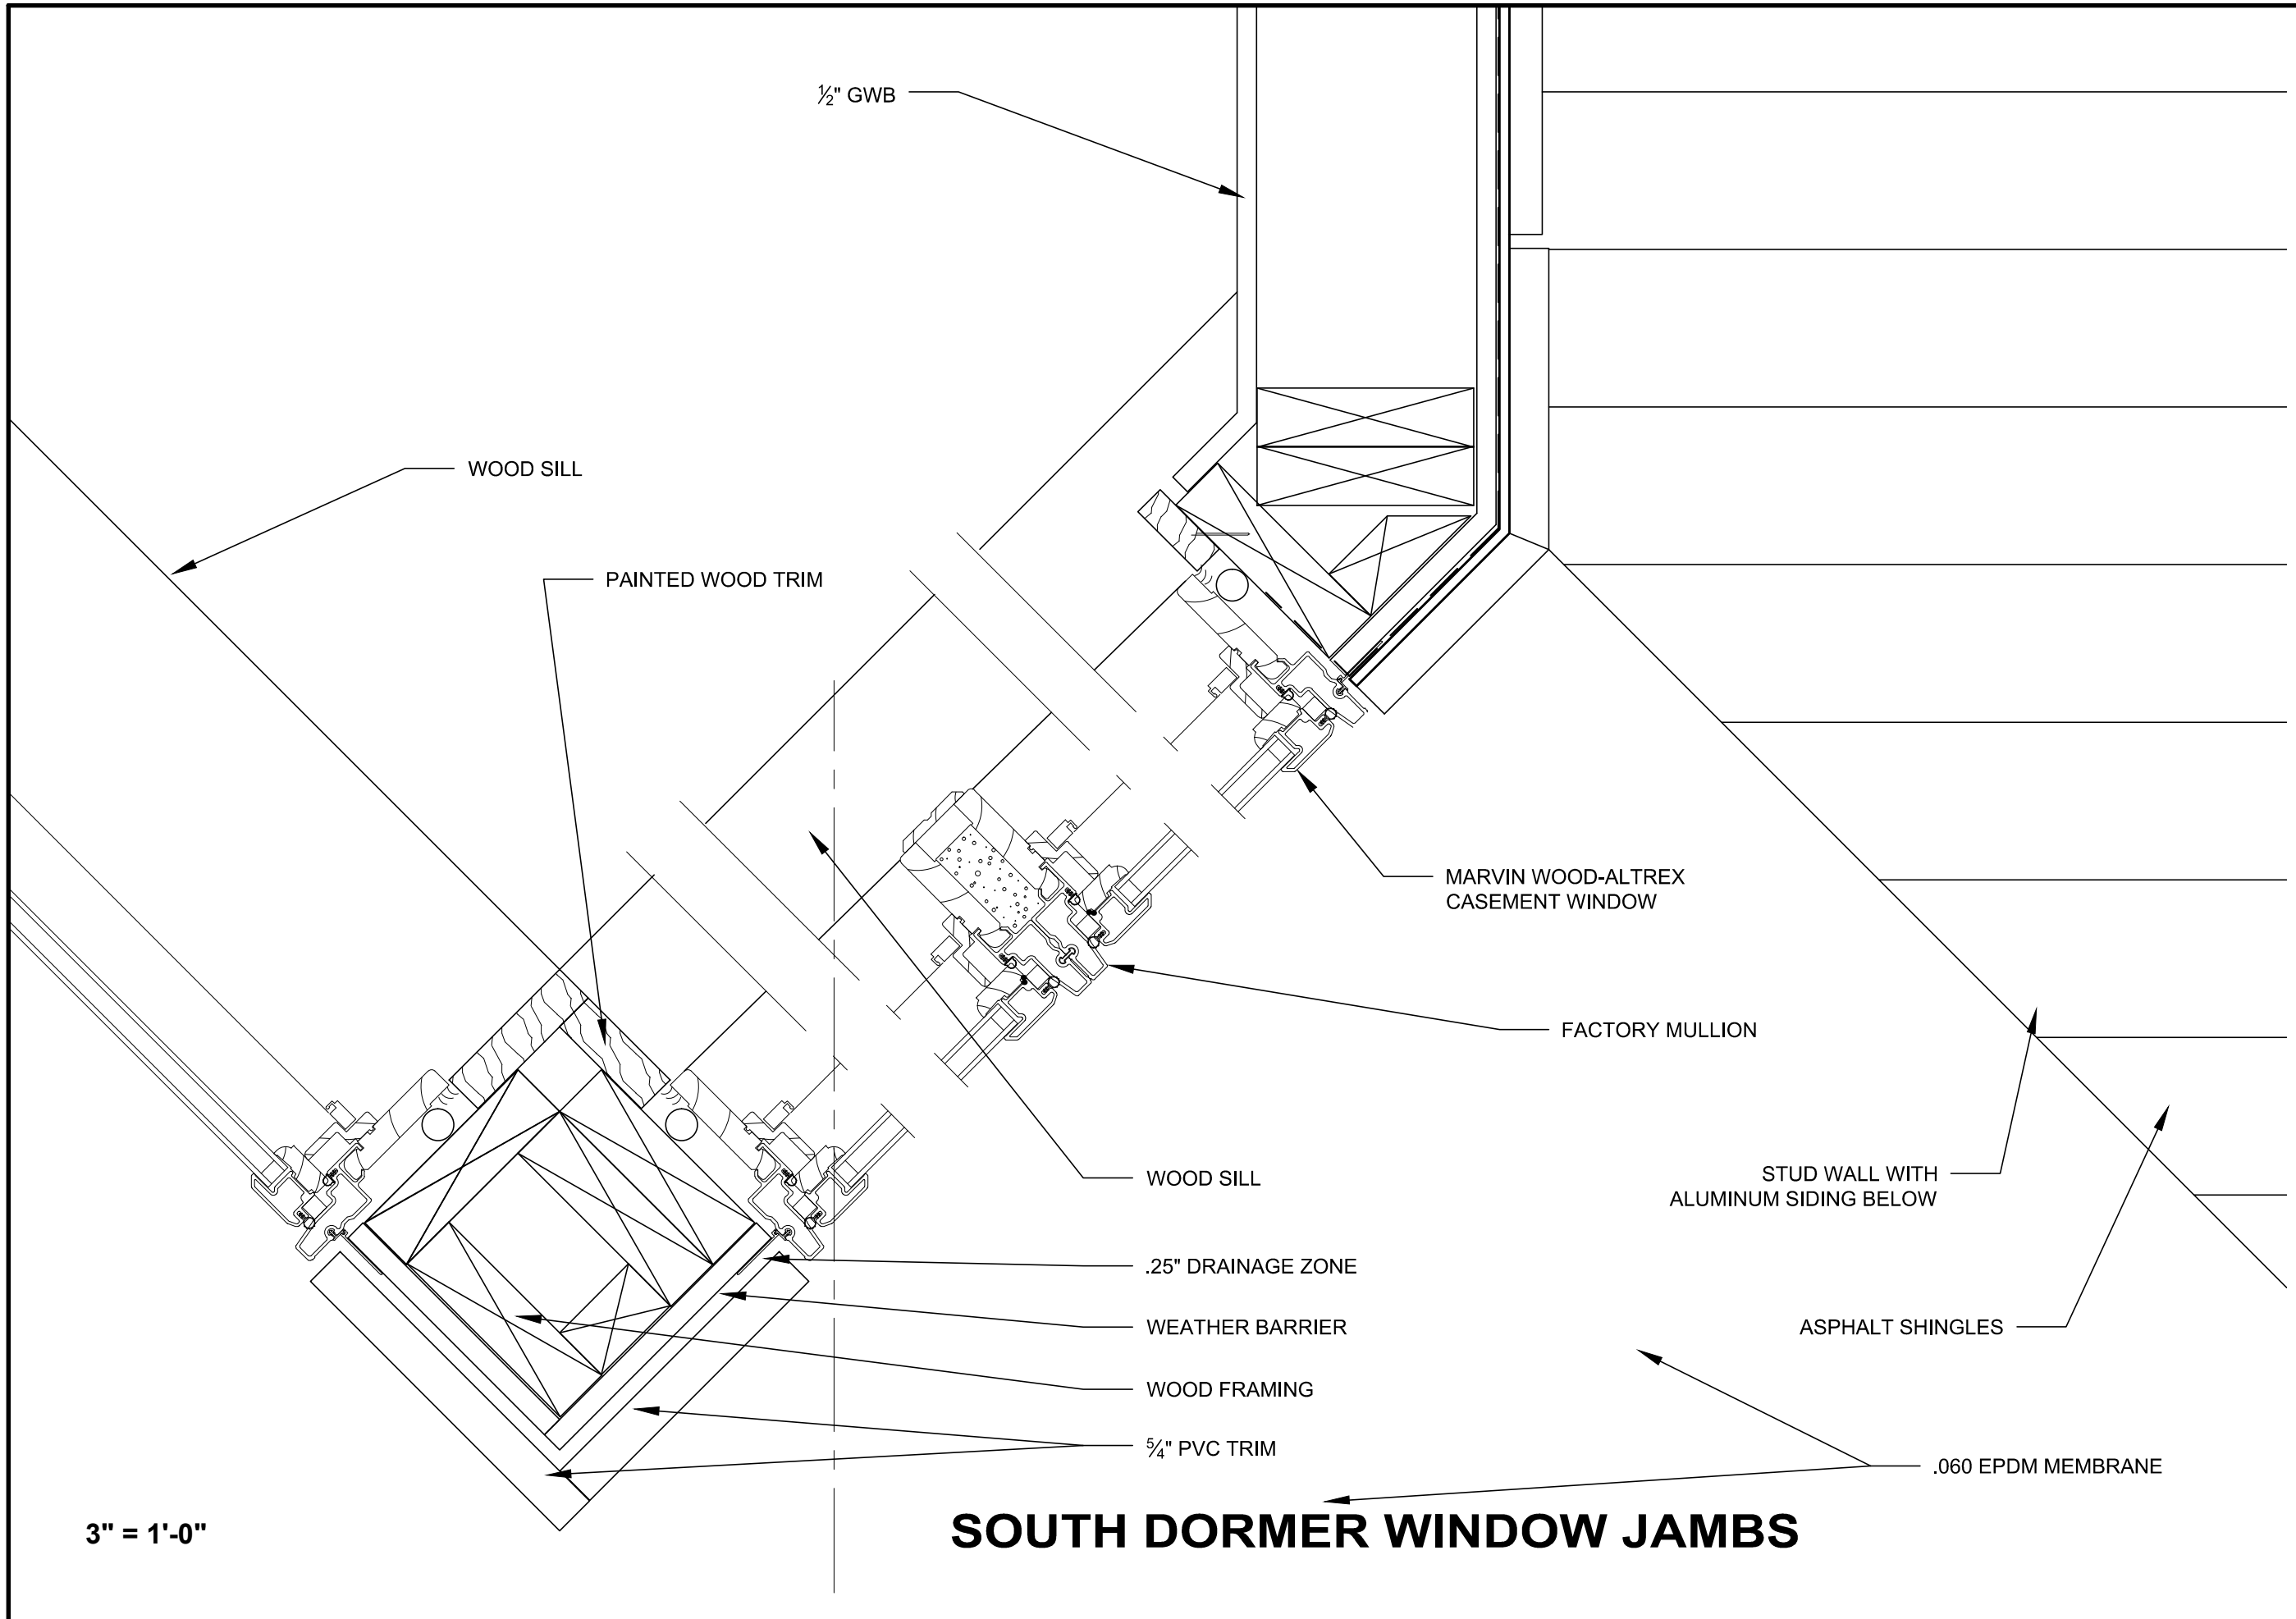 ½" GWB
WOOD SILL
PAINTED WOOD TRIM
MARVIN WOOD-ALTREX
CASEMENT WINDOW
FACTORY MULLION
WOOD SILL
STUD WALL WITH
ALUMINUM SIDING BELOW
.25" DRAINAGE ZONE
WEATHER BARRIER
ASPHALT SHINGLES
WOOD FRAMING
5⁄4" PVC TRIM
.060 EPDM MEMBRANE
3" = 1'-0"
SOUTH DORMER WINDOW JAMBS